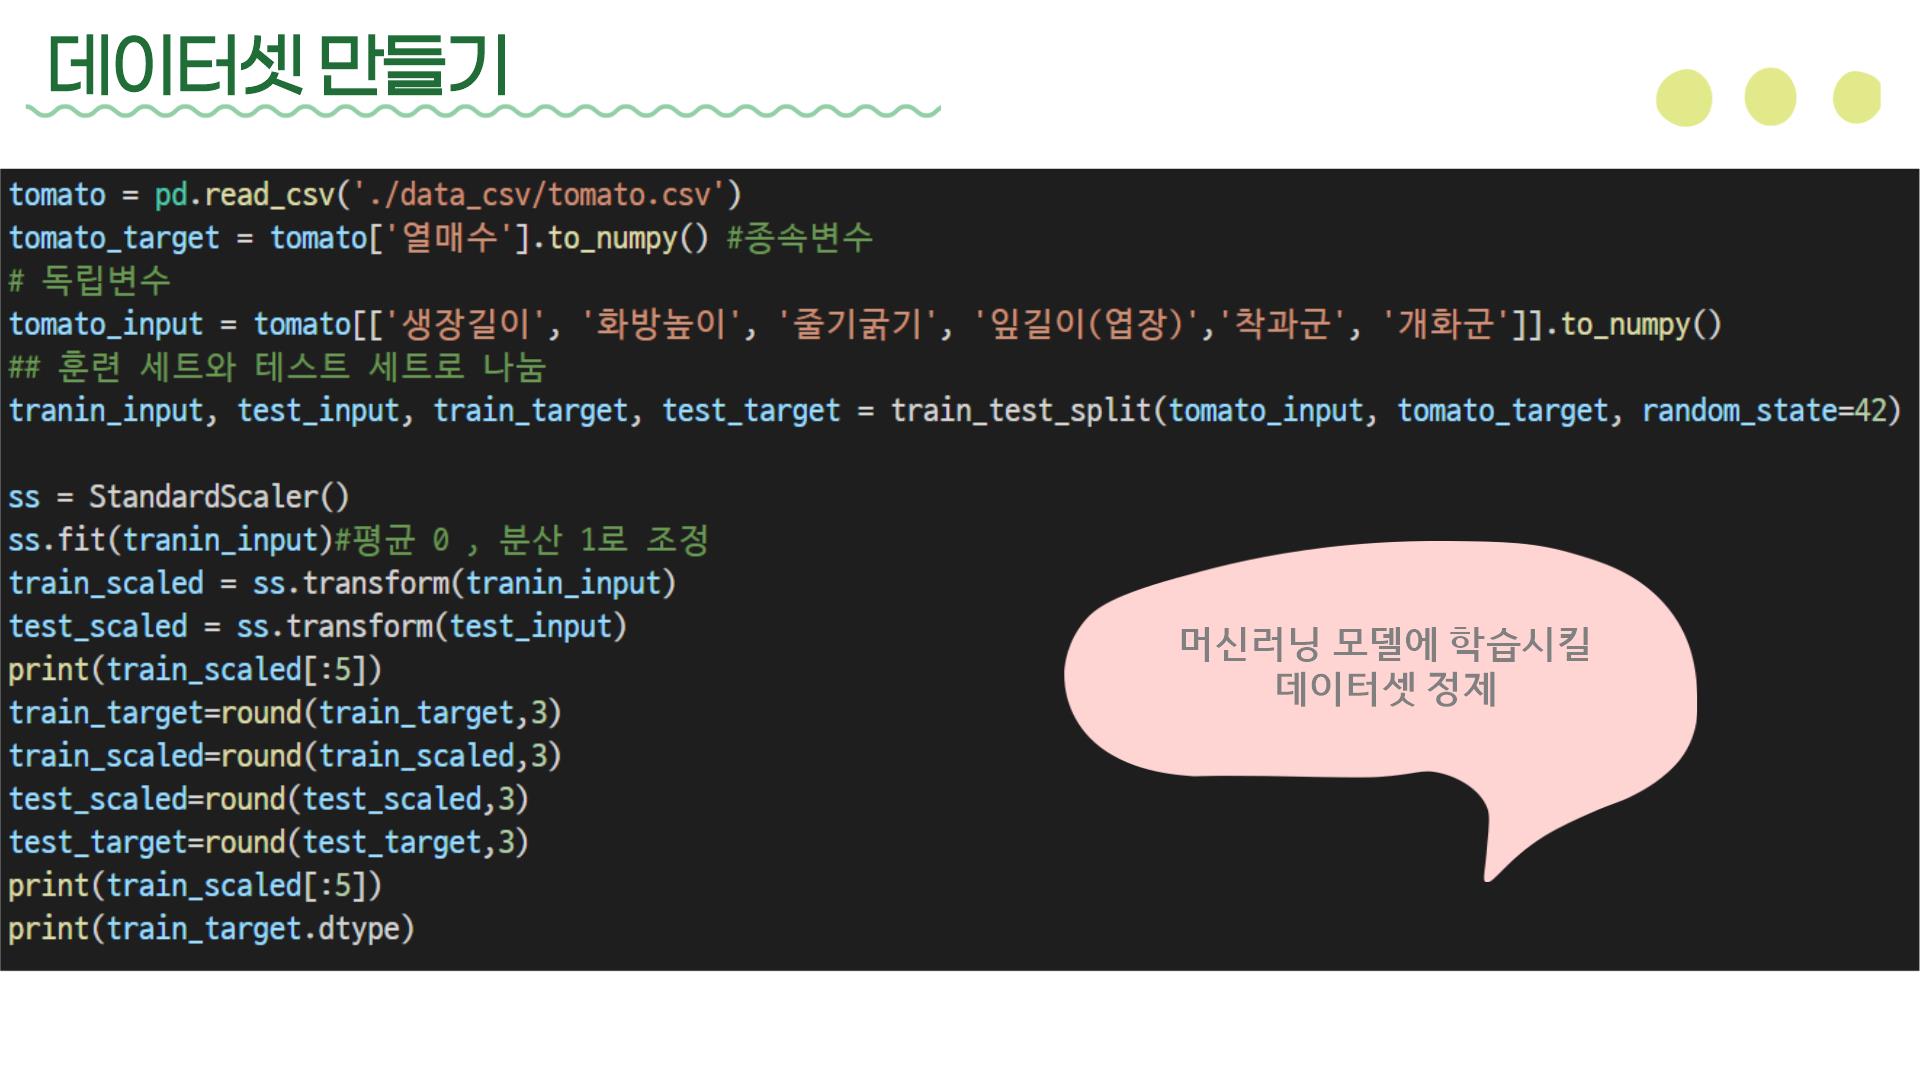 데이터셋 만들기
tomato = pd.read_csv('./data_csv/tomato.csv')
tomato_target = tomato['열매수'].to_numpy() #종속변수
# 독립변수
tomato_input = tomato[['생장길이', '화방높이', '줄기굵기', '잎길이(엽장)','착과군', '개화군']].to_numpy()
## 훈련 세트와 테스트 세트로 나눔
tranin_input, test_input, train_target, test_target = train_test_split(tomato_input, tomato_target, random_state=42)
ss = StandardScaler()
ss.fit(tranin_input)#평균 0 , 분산 1로 조정
train_scaled = ss.transform(tranin_input)
test_scaled = ss.transform(test_input)
print(train_scaled[:5])
train_target=round(train_target,3)
train_scaled=round(train_scaled,3)
test_scaled=round(test_scaled,3)
test_target=round(test_target,3)
print(train_scaled[:5])
print(train_target.dtype)
머신러닝 모델에 학습시킬
데이터셋 정제